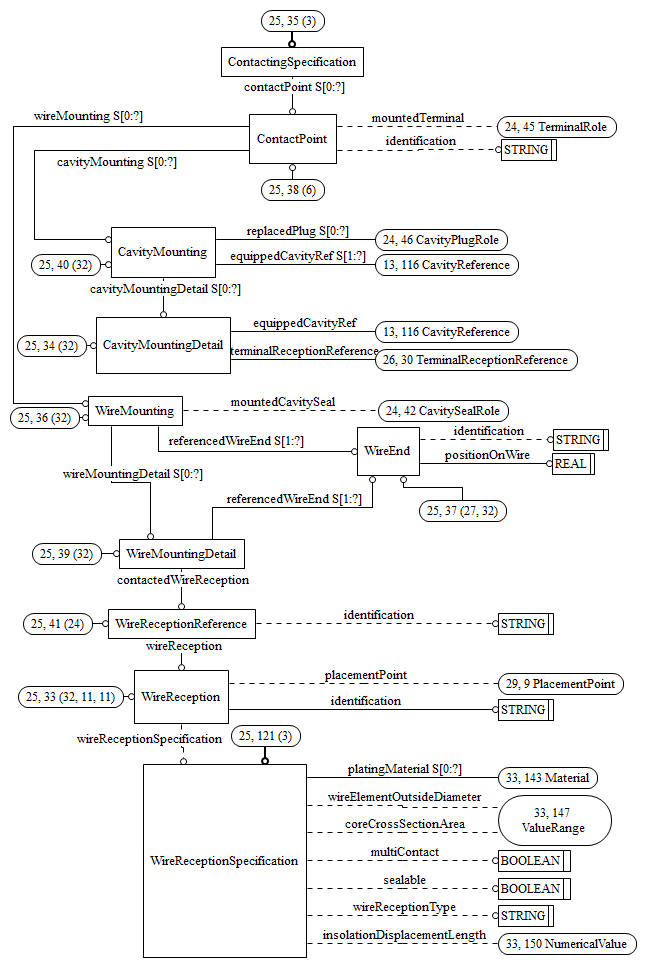 25, 35 (3)
ContactingSpecification
contactPoint S[0:?]
wireMounting S[0:?]
mountedTerminal
24, 45 TerminalRole
ContactPoint
identification
STRING
cavityMounting S[0:?]
25, 38 (6)
replacedPlug S[0:?]
24, 46 CavityPlugRole
CavityMounting
equippedCavityRef S[1:?]
13, 116 CavityReference
25, 40 (32)
cavityMountingDetail S[0:?]
equippedCavityRef
13, 116 CavityReference
25, 34 (32)
CavityMountingDetail
terminalReceptionReference
26, 30 TerminalReceptionReference
mountedCavitySeal
24, 42 CavitySealRole
WireMounting
25, 36 (32)
identification
STRING
referencedWireEnd S[1:?]
WireEnd
positionOnWire
REAL
wireMountingDetail S[0:?]
referencedWireEnd S[1:?]
25, 37 (27, 32)
25, 39 (32)
WireMountingDetail
contactedWireReception
identification
25, 41 (24)
WireReceptionReference
STRING
wireReception
placementPoint
29, 9 PlacementPoint
25, 33 (32, 11, 11)
WireReception
identification
STRING
wireReceptionSpecification
25, 121 (3)
platingMaterial S[0:?]
33, 143 Material
wireElementOutsideDiameter
33, 147
ValueRange
coreCrossSectionArea
multiContact
BOOLEAN
WireReceptionSpecification
sealable
BOOLEAN
wireReceptionType
STRING
insolationDisplacementLength
33, 150 NumericalValue